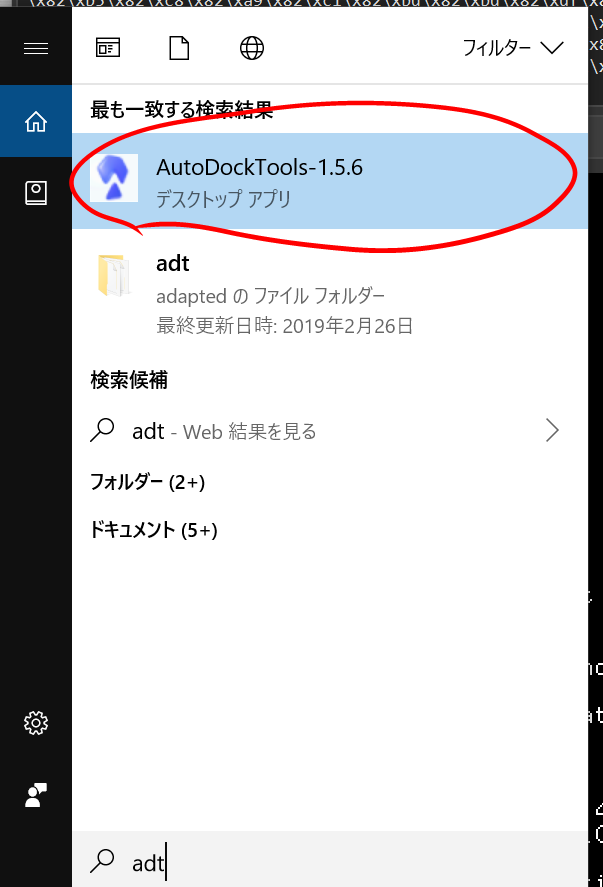 フィルター
最も一致する検索結果
AutoDockTools-1.5.6
デスクトップ アプリ
adt
adapted の ファイル フォルダー
最終更新日時: 2019年2月26日
検索候補
adt - Web 結果を見る
フォルダー (2+)
ドキュメント (5+)
adt